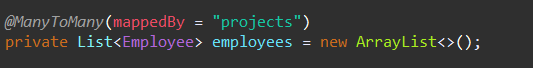 @ManyToMany(mappedBy = "projects")
private List<Employee> employees = new ArrayList<>();